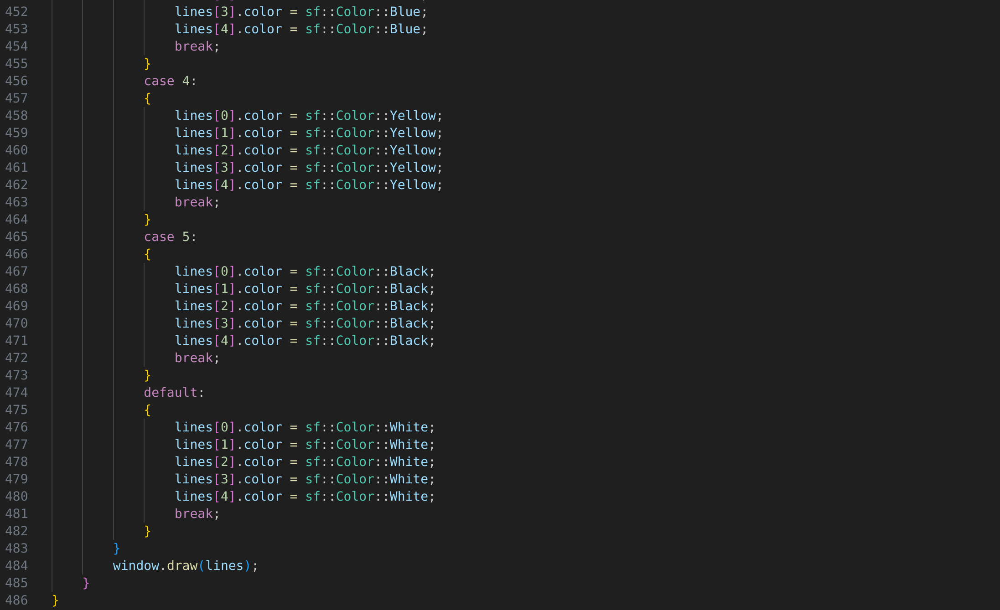 452 lines[3].color = sf::Color::Blue;
453 lines[4].color = sf::Color::Blue;
454 break;
455 }
456 case 4:
457 {
458 lines[0].color = sf::Color::Yellow;
459 lines[1].color = sf::Color::Yellow;
460 lines[2].color = sf::Color::Yellow;
461 lines[3].color = sf::Color::Yellow;
462 lines[4].color = sf::Color::Yellow;
463 break;
464 }
465 case 5:
466 {
467 lines[0].color = sf::Color::Black;
468 lines[1].color = sf::Color::Black;
469 lines[2].color = sf::Color::Black;
470 lines[3].color = sf::Color::Black;
471 lines[4].color = sf::Color::Black;
472 break;
473 }
474 default:
475 {
476 lines[0].color = sf::Color::White;
477 lines[1].color = sf::Color::White;
478 lines[2].color = sf::Color::White;
479 lines[3].color = sf::Color::White;
480 lines[4].color = sf::Color::White;
481 break;
482 }
483 }
484 window.draw(lines);
485 }
486 }